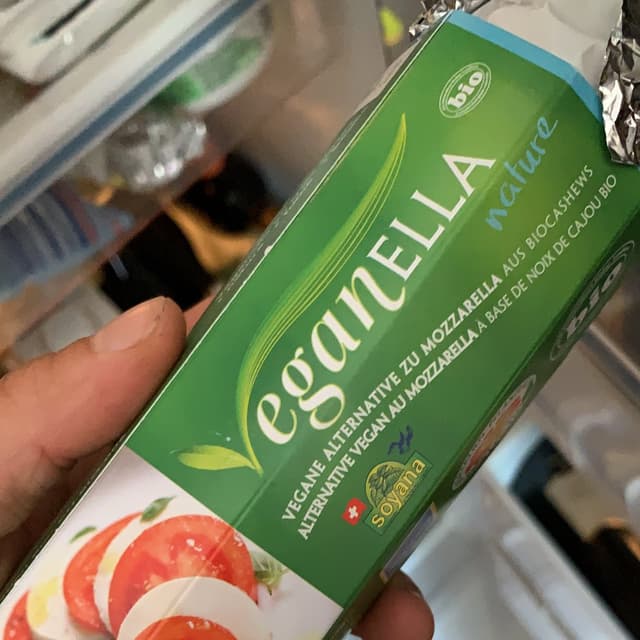 bio
VeganELLA
nature
VEGANE ALTERNATIVE ZU MOZZARELLA AUS BIOCASHEWS
ALTERNATIVE VEGAN AU MOZZARELLA À BASE DE NOIX DE CAJOU BIO
soyana
bio